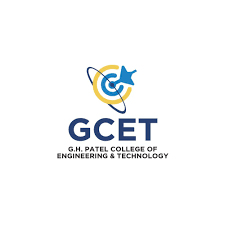 GCET
G.H. PATEL COLLEGE OF
ENGINEERING & TECHNOLOGY